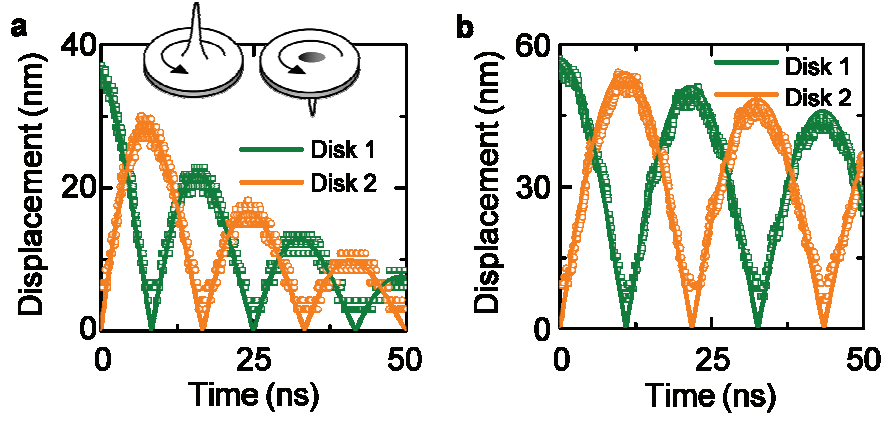 a
40
20
0
Displacement (nm)
Disk 1
Disk 2
0
25
50
Time (ns)
b
60
30
0
Displacement (nm)
Disk 1
Disk 2
0
25
50
Time (ns)